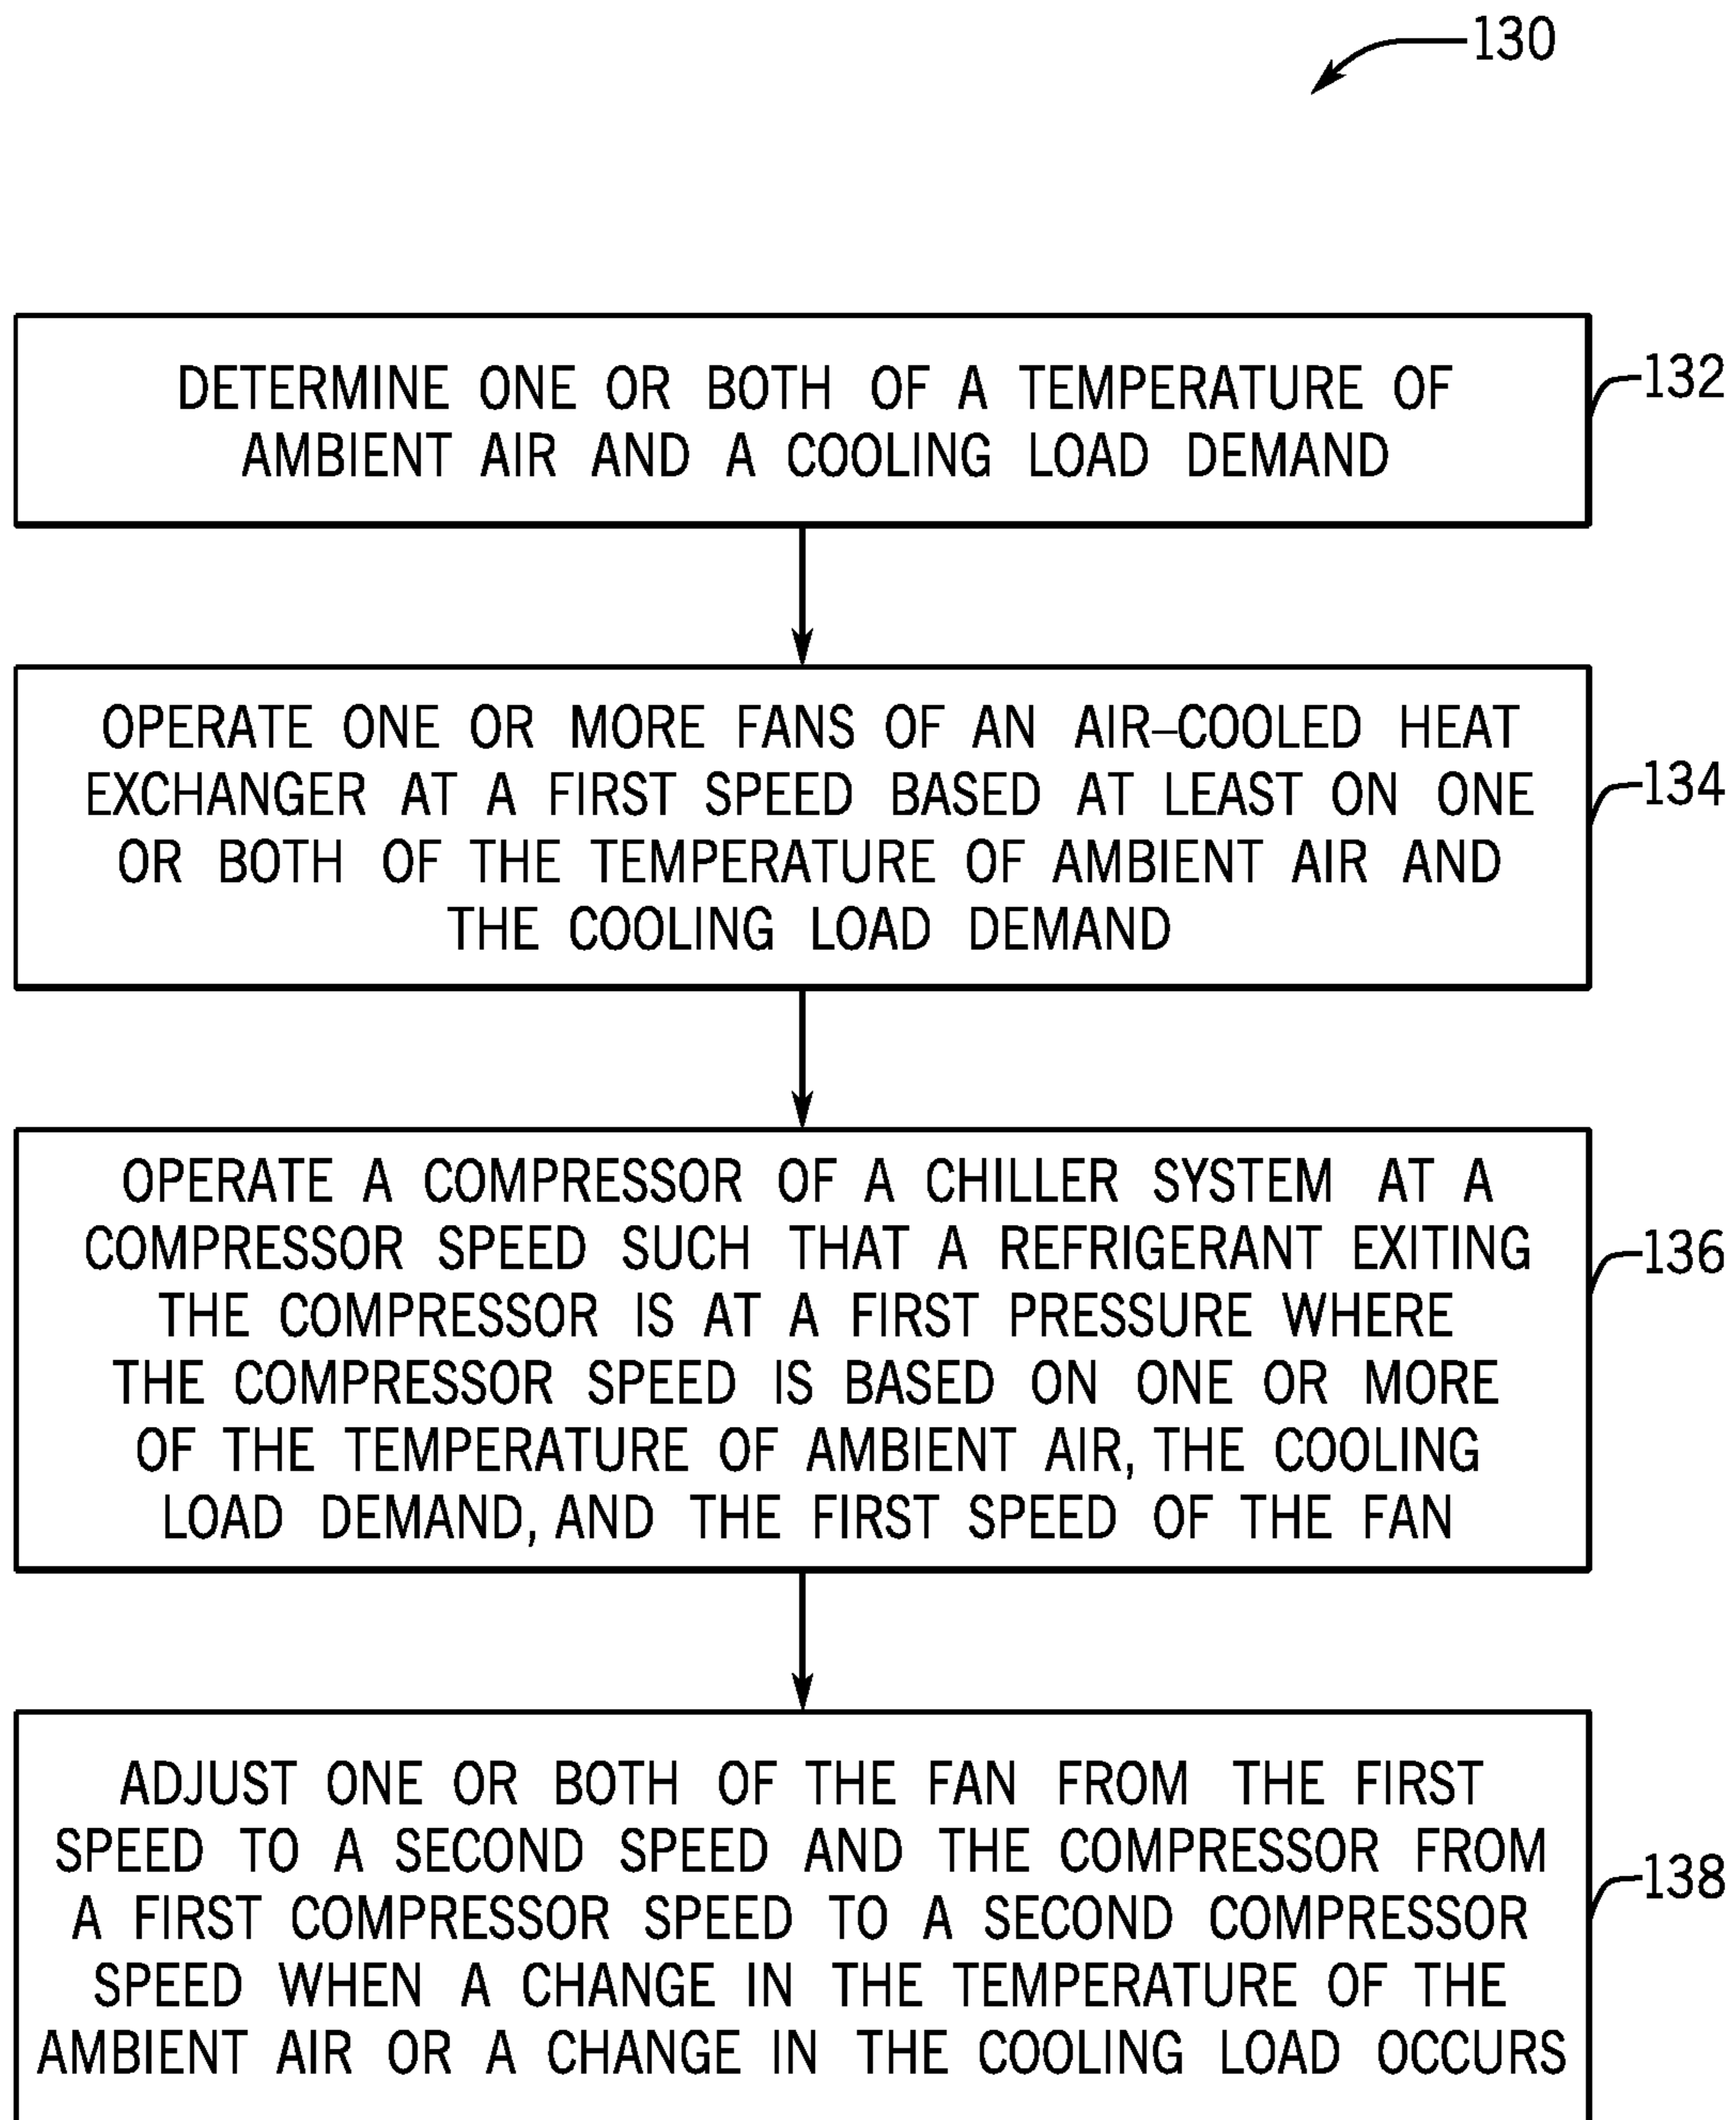 130
DETERMINE ONE OR BOTH OF A TEMPERATURE OF
AMBIENT AIR AND A COOLING LOAD DEMAND
132
OPERATE ONE OR MORE FANS OF AN AIR–COOLED HEAT
EXCHANGER AT A FIRST SPEED BASED AT LEAST ON ONE
OR BOTH OF THE TEMPERATURE OF AMBIENT AIR AND
THE COOLING LOAD DEMAND
134
OPERATE A COMPRESSOR OF A CHILLER SYSTEM AT A
COMPRESSOR SPEED SUCH THAT A REFRIGERANT EXITING
THE COMPRESSOR IS AT A FIRST PRESSURE WHERE
THE COMPRESSOR SPEED IS BASED ON ONE OR MORE
OF THE TEMPERATURE OF AMBIENT AIR, THE COOLING
LOAD DEMAND, AND THE FIRST SPEED OF THE FAN
136
ADJUST ONE OR BOTH OF THE FAN FROM THE FIRST
SPEED TO A SECOND SPEED AND THE COMPRESSOR FROM
A FIRST COMPRESSOR SPEED TO A SECOND COMPRESSOR
SPEED WHEN A CHANGE IN THE TEMPERATURE OF THE
AMBIENT AIR OR A CHANGE IN THE COOLING LOAD OCCURS
138